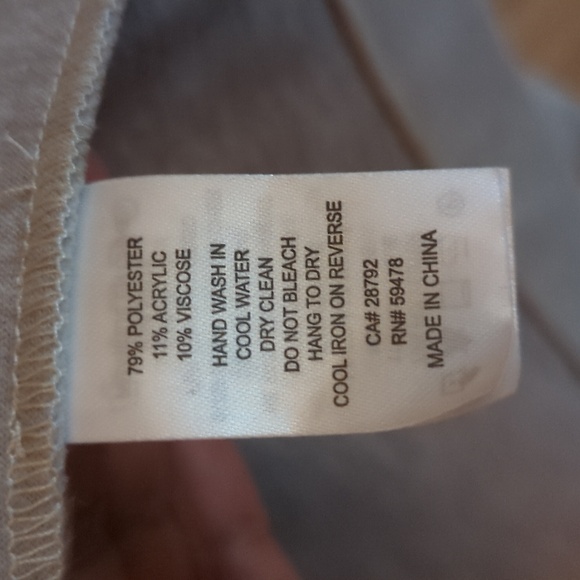 79% POLYESTER
11% ACRYLIC
10% VISCOSE
HAND WASH IN
COOL WATER
DRY CLEAN
DO NOT BLEACH
HANG TO DRY
COOL IRON ON REVERSE
CA# 28792
RN# 59478
MADE IN CHINA